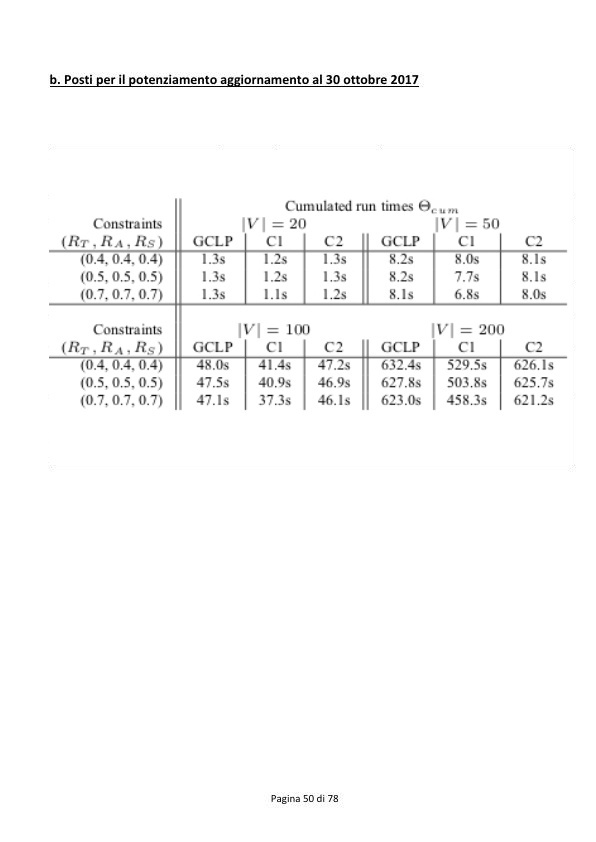 b. Posti per il potenziamento aggiornamento al 30 ottobre 2017
Cumulated run times Θcum
Constraints |V| = 20 |V| = 50
(RT, RA, RS) GCLP C1 C2 GCLP C1 C2
(0.4, 0.4, 0.4) 1.3s 1.2s 1.3s 8.2s 8.0s 8.1s
(0.5, 0.5, 0.5) 1.3s 1.2s 1.3s 8.2s 7.7s 8.1s
(0.7, 0.7, 0.7) 1.3s 1.1s 1.2s 8.1s 6.8s 8.0s
Constraints |V| = 100 |V| = 200
(RT, RA, RS) GCLP C1 C2 GCLP C1 C2
(0.4, 0.4, 0.4) 48.0s 41.4s 47.2s 632.4s 529.5s 626.1s
(0.5, 0.5, 0.5) 47.5s 40.9s 46.9s 627.8s 503.8s 625.7s
(0.7, 0.7, 0.7) 47.1s 37.3s 46.1s 623.0s 458.3s 621.2s
Pagina 50 di 78